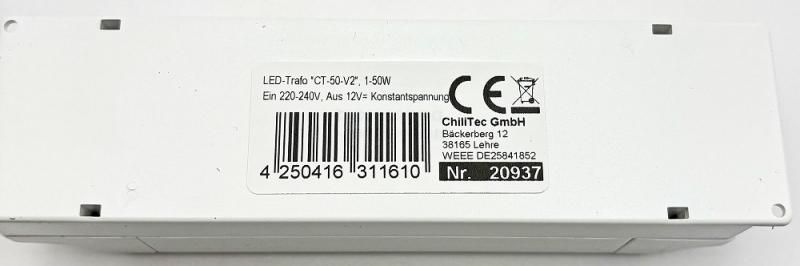 LED-Trafo "CT-50-V2", 1-50W
Ein 220-240V, Aus 12V= Konstantspannung
CE
ChiliTec GmbH
Bäckerberg 12
38165 Lehre
WEEE DE25841852
4 250416 311610
Nr. 20937